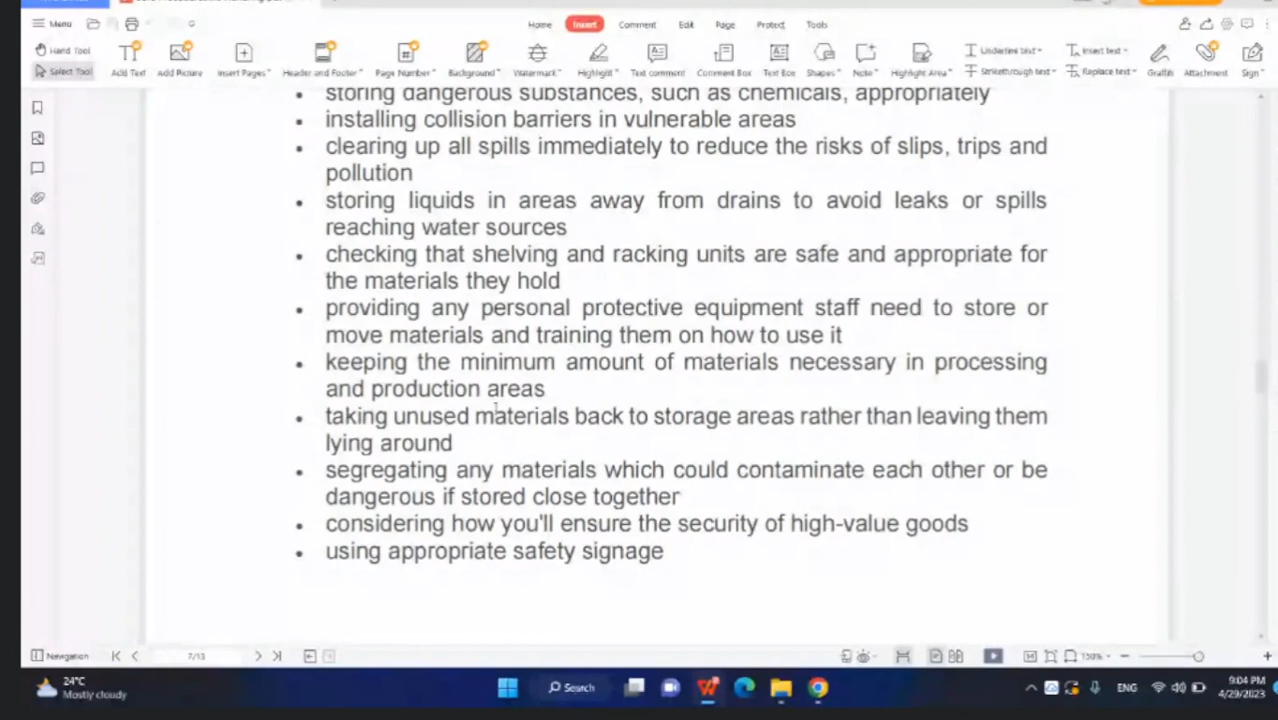 Menu
Home Insert Comment Edit Page Protect Tools
Hand Tool
Select Tool
Add Text Add Picture Insert Pages Header and Footer Page Number Background Watermark Highlight Text comment Comment Box Text Box Shapes Note Highlight Area
Underline text Insert text
Strikethrough text Replace text
Graffiti Attachment Sign
storing dangerous substances, such as chemicals, appropriately
installing collision barriers in vulnerable areas
clearing up all spills immediately to reduce the risks of slips, trips and
pollution
storing liquids in areas away from drains to avoid leaks or spills
reaching water sources
checking that shelving and racking units are safe and appropriate for
the materials they hold
providing any personal protective equipment staff need to store or
move materials and training them on how to use it
keeping the minimum amount of materials necessary in processing
and production areas
taking unused materials back to storage areas rather than leaving them
lying around
segregating any materials which could contaminate each other or be
dangerous if stored close together
considering how you'll ensure the security of high-value goods
using appropriate safety signage
Navigation 7/13 150%
24°C
Mostly cloudy
Search
ENG
9:04 PM
4/29/2023